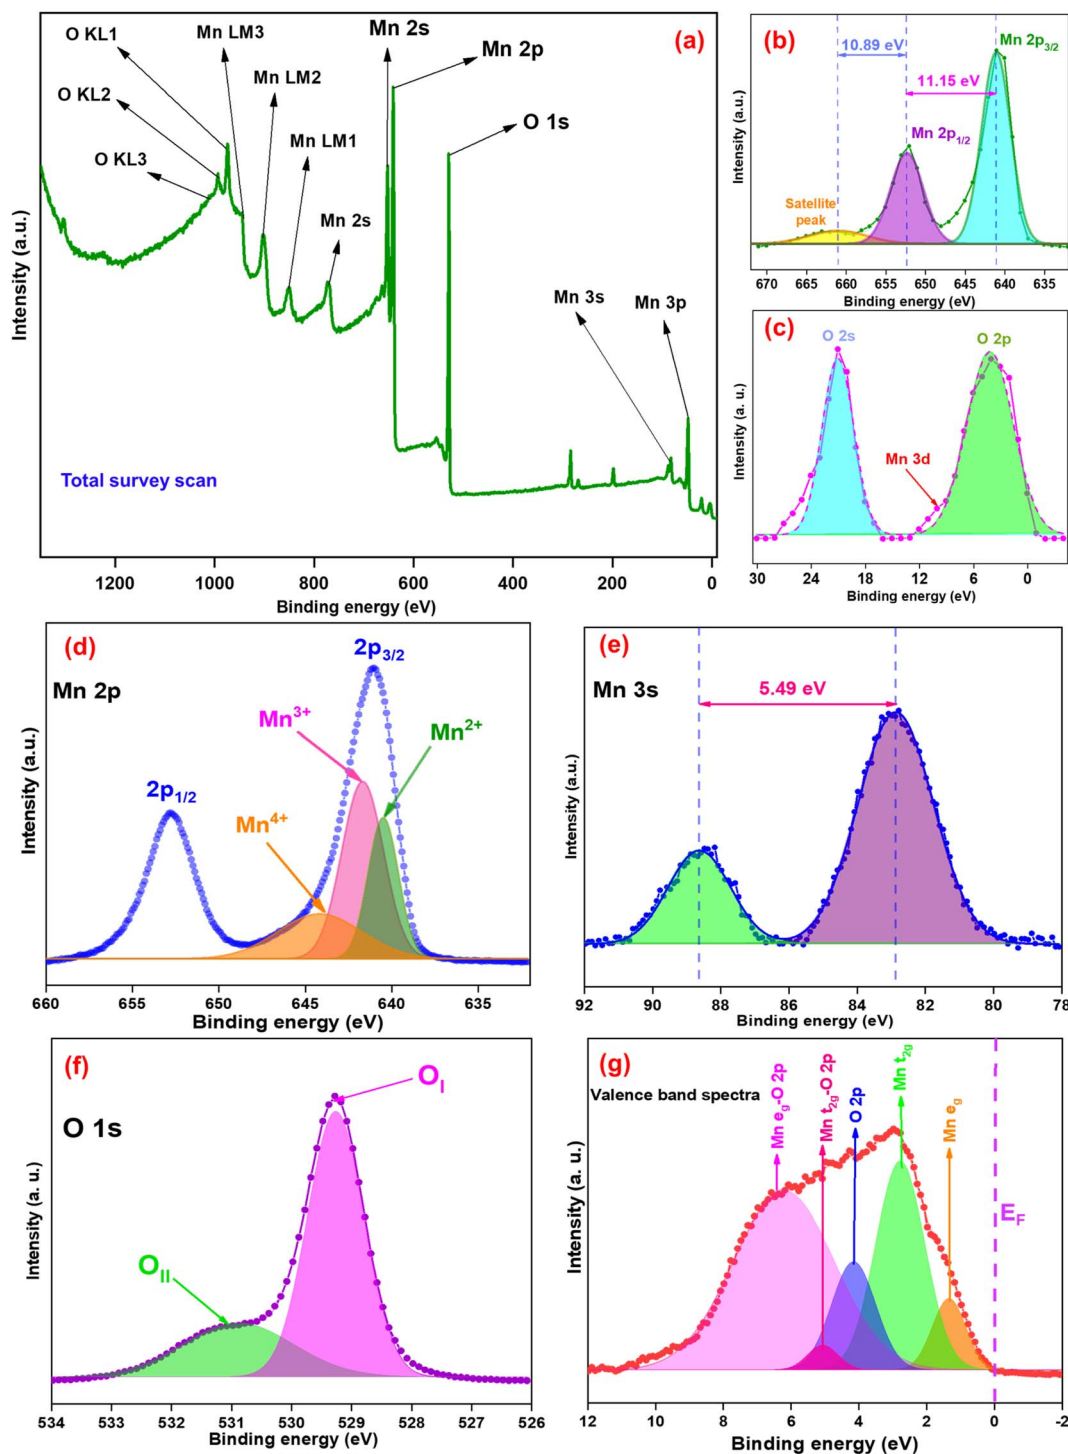 (a)
O KL1
O KL2
O KL3
Mn LM3
Mn LM2
Mn LM1
Mn 2s
Mn 2s
Mn 2p
O 1s
Mn 3s
Mn 3p
Total survey scan
Intensity (a.u.)
1200 1000 800 600 400 200 0
Binding energy (eV)
(b)
10.89 eV
11.15 eV
Mn 2p3/2
Mn 2p1/2
Satellite
peak
Intensity (a.u.)
670 665 660 655 650 645 640 635
Binding energy (eV)
(c)
O 2s
O 2p
Mn 3d
Intensity (a. u.)
30 24 18 12 6 0
Binding energy (eV)
(d)
Mn 2p
2p3/2
2p1/2
Mn3+
Mn2+
Mn4+
Intensity (a.u.)
660 655 650 645 640 635
Binding energy (eV)
(e)
Mn 3s
5.49 eV
Intensity (a.u.)
92 90 88 86 84 82 80 78
Binding energy (eV)
(f)
O 1s
OI
OII
Intensity (a. u.)
534 533 532 531 530 529 528 527 526
Binding energy (eV)
(g)
Valence band spectra
Mn eg-O 2p
Mn t2g-O 2p
O 2p
Mn t2g
Mn eg
EF
Intensity (a. u.)
12 10 8 6 4 2 0 -2
Binding energy (eV)